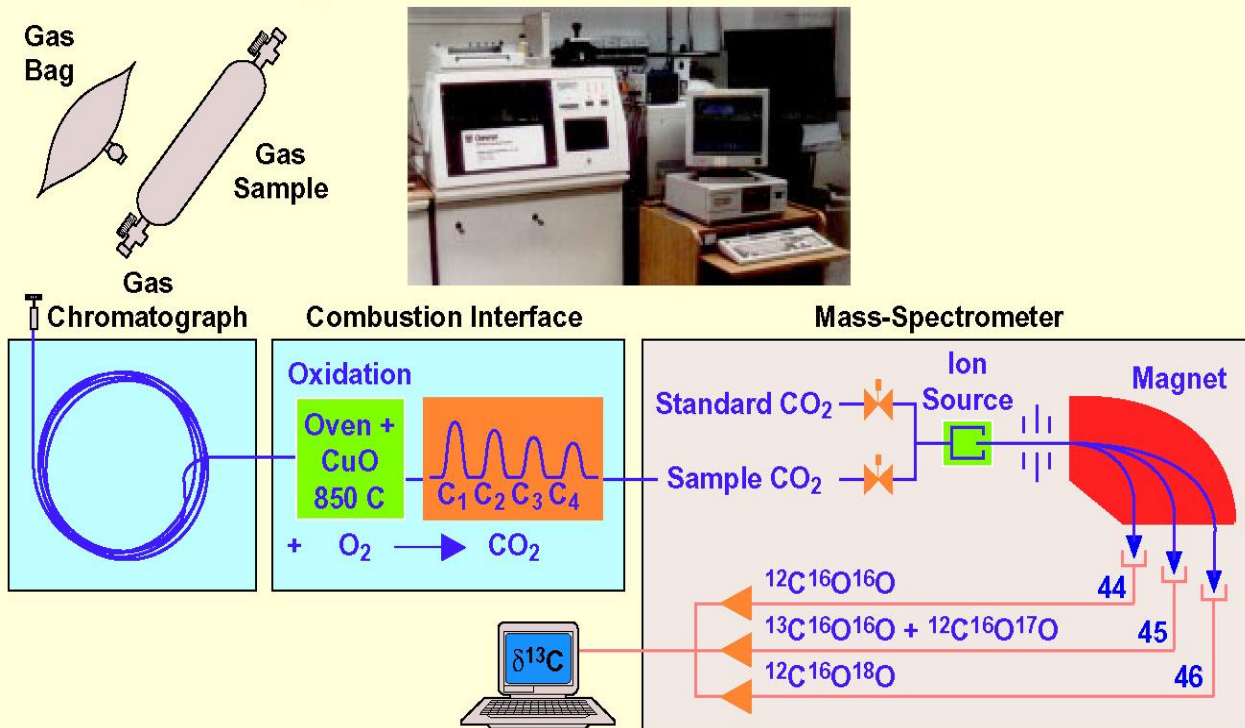 Gas
Bag
Gas
Sample
Gas
Chromatograph
Combustion Interface
Mass-Spectrometer
Oxidation
Oven +
CuO
850 C
C₁ C₂ C₃ C₄
+ O₂ → CO₂
Standard CO₂
Sample CO₂
Ion
Source
Magnet
¹²C¹⁶O¹⁶O
44
¹³C¹⁶O¹⁶O + ¹²C¹⁶O¹⁷O
45
¹²C¹⁶O¹⁸O
46
δ¹³C